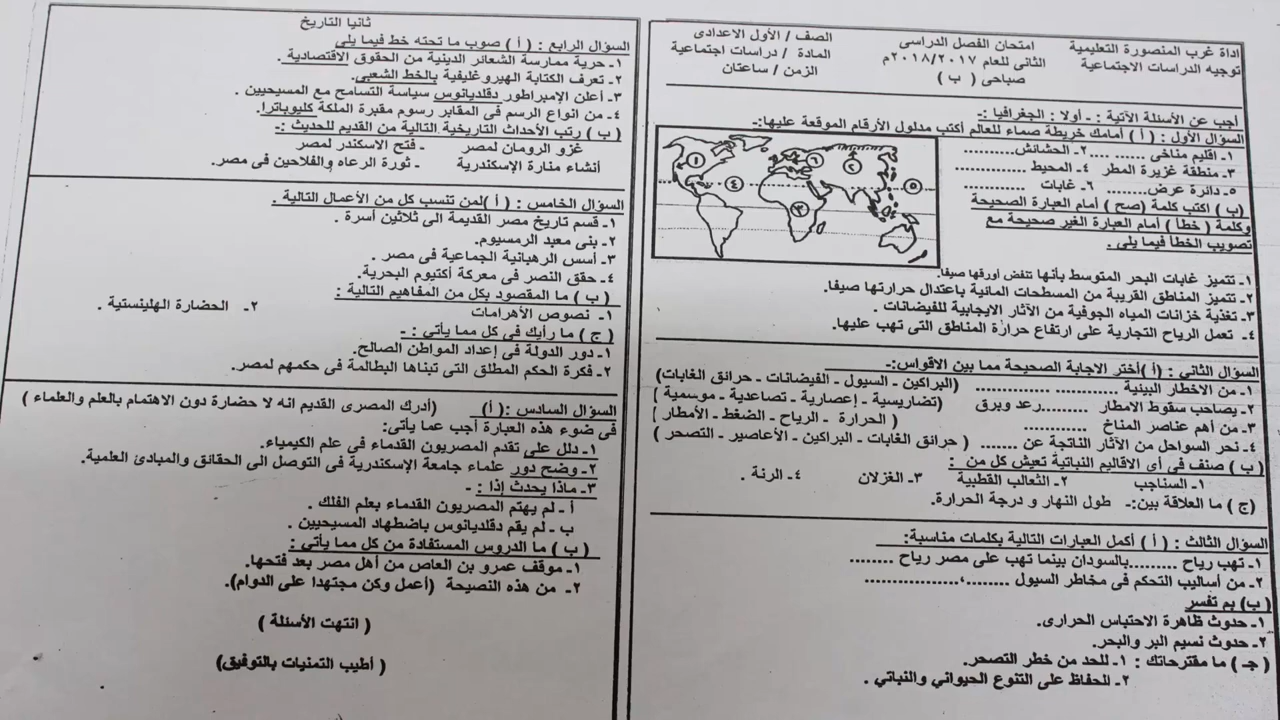 اداة غرب المنصورة التعليمية
توجيه الدراسات الاجتماعية
امتحان الفصل الدراسى
الثانى للعام ٢٠١٨/٢٠١٧م
صباحى ( ب )
الصف / الأول الاعدادى
المادة / دراسات اجتماعية
الزمن / ساعتان
أجب عن الأسئلة الآتية : - أولا : الجغرافيا :-
السؤال الأول : ( أ ) أمامك خريطة صماء للعالم أكتب مدلول الأرقام الموقعة عليها:-
١- اقليم مناخى .......... ٢- الحشائش..........
٣- منطقة غزيرة المطر ٤- المحيط ..............
٥- دائرة عرض......... ٦- غابات ............
(ب ) اكتب كلمة (صح ) أمام العبارة الصحيحة
وكلمة ( خطأ ) أمام العبارة الغير صحيحة مع
تصويب الخطأ فيما يلى .
١ ٦ ٢ ٤ ٥ ٣
١- تتميز غابات البحر المتوسط بأنها تنفض اورقها صيفا.
٢- تتميز المناطق القريبة من المسطحات المائية باعتدال حرارتها صيفا.
٣- تغذية خزانات المياه الجوفية من الآثار الايجابية للفيضانات .
٤- تعمل الرياح التجارية على ارتفاع حرارة المناطق التى تهب عليها.
السؤال الثانى : ( أ )أختر الاجابة الصحيحة مما بين الاقواس:-
١- من الاخطار البينية ................ (البراكين - السيول - الفيضانات - حرائق الغابات)
٢- يصاحب سقوط الامطار .........رعد وبرق (تضاريسية - إعصارية - تصاعدية - موسمية )
٣- من أهم عناصر المناخ ............ ( الحرارة - الرياح - الضغط - الأمطار )
٤- نحر السواحل من الآثار الناتجة عن ....... ( حرائق الغابات - البراكين - الأعاصير - التصحر )
(ب ) صنف فى أى الاقاليم النباتية تعيش كل من :
١- السناجب ٢- الثعالب القطبية ٣- الغزلان ٤- الرنة .
(ج ) ما العلاقة بين:- طول النهار و درجة الحرارة.
السؤال الثالث : ( أ ) أكمل العبارات التالية بكلمات مناسبة:
١- تهب رياح .........بالسودان بينما تهب على مصر رياح ........
٢- من أساليب التحكم فى مخاطر السيول ........،................
( ب) بم تفسر
١- حدوث ظاهرة الاحتباس الحرارى.
٢- حدوث نسيم البر والبحر.
( جـ ) ما مقترحاتك : ١- للحد من خطر التصحر.
٢- للحفاظ على التنوع الحيواني والنباتي .
ثانيا التاريخ
السؤال الرابع : ( أ ) صوب ما تحته خط فيما يلى
١- حرية ممارسة الشعائر الدينية من الحقوق الاقتصادية .
٢- تعرف الكتابة الهيروغليفية بالخط الشعبى.
٣- أعلن الإمبراطور دقلديانوس سياسة التسامح مع المسيحيين .
٤- من انواع الرسم فى المقابر رسوم مقبرة الملكة كليوباترا.
( ب ) رتب الأحداث التاريخية التالية من القديم للحديث :-
غزو الرومان لمصر - فتح الاسكندر لمصر
أنشاء منارة الإسكندرية - ثورة الرعاه والفلاحين فى مصر.
السؤال الخامس : ( أ )لمن تنسب كل من الأعمال التالية .
١- قسم تاريخ مصر القديمة الى ثلاثين أسرة .
٢- بنى معبد الرمسيوم.
٣- أسس الرهبانية الجماعية فى مصر .
٤- حقق النصر فى معركة أكتيوم البحرية.
( ب ) ما المقصود بكل من المفاهيم التالية :
١- نصوص الأهرامات ٢- الحضارة الهلينستية .
( ج ) ما رأيك فى كل مما يأتى : -
١- دور الدولة فى إعداد المواطن الصالح.
٢- فكرة الحكم المطلق التى تبناها البطالمة فى حكمهم لمصر.
السؤال السادس : (أ) (أدرك المصرى القديم انه لا حضارة دون الاهتمام بالعلم والعلماء )
فى ضوء هذه العبارة أجب عما يأتى:
١- دلل على تقدم المصريون القدماء فى علم الكيمياء.
٢- وضح دور علماء جامعة الإسكندرية فى التوصل الى الحقائق والمبادئ العلمية.
٣- ماذا يحدث إذا : -
أ - لم يهتم المصريون القدماء بعلم الفلك .
ب - لم يقم دقلديانوس باضطهاد المسيحيين .
( ب ) ما الدروس المستفادة من كل مما يأتى :
١- موقف عمرو بن العاص من أهل مصر بعد فتحها.
٢- من هذه النصيحة (أعمل وكن مجتهدا على الدوام).
( انتهت الأسئلة )
( أطيب التمنيات بالتوفيق)